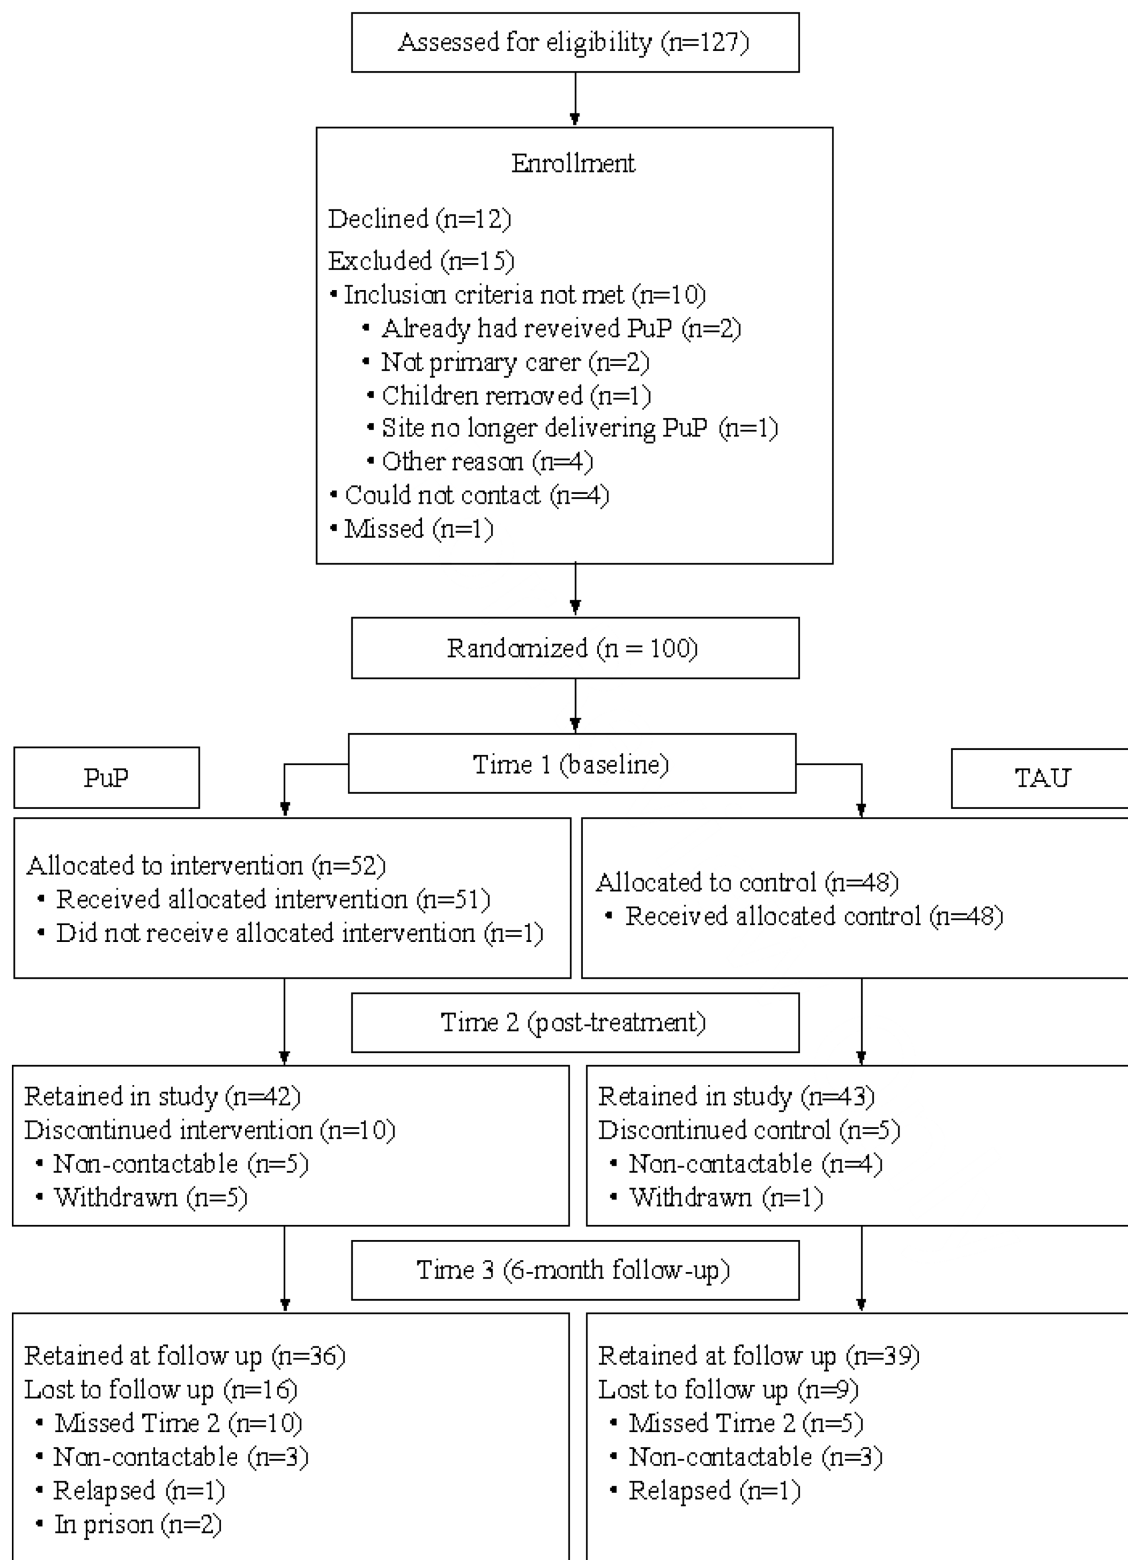 Assessed for eligibility (n=127)
Enrollment
Declined (n=12)
Excluded (n=15)
• Inclusion criteria not met (n=10)
• Already had reveived PuP (n=2)
• Not primary carer (n=2)
• Children removed (n=1)
• Site no longer delivering PuP (n=1)
• Other reason (n=4)
• Could not contact (n=4)
• Missed (n=1)
Randomized (n = 100)
Time 1 (baseline)
PuP
TAU
Allocated to intervention (n=52)
• Received allocated intervention (n=51)
• Did not receive allocated intervention (n=1)
Allocated to control (n=48)
• Received allocated control (n=48)
Time 2 (post-treatment)
Retained in study (n=42)
Discontinued intervention (n=10)
• Non-contactable (n=5)
• Withdrawn (n=5)
Retained in study (n=43)
Discontinued control (n=5)
• Non-contactable (n=4)
• Withdrawn (n=1)
Time 3 (6-month follow-up)
Retained at follow up (n=36)
Lost to follow up (n=16)
• Missed Time 2 (n=10)
• Non-contactable (n=3)
• Relapsed (n=1)
• In prison (n=2)
Retained at follow up (n=39)
Lost to follow up (n=9)
• Missed Time 2 (n=5)
• Non-contactable (n=3)
• Relapsed (n=1)